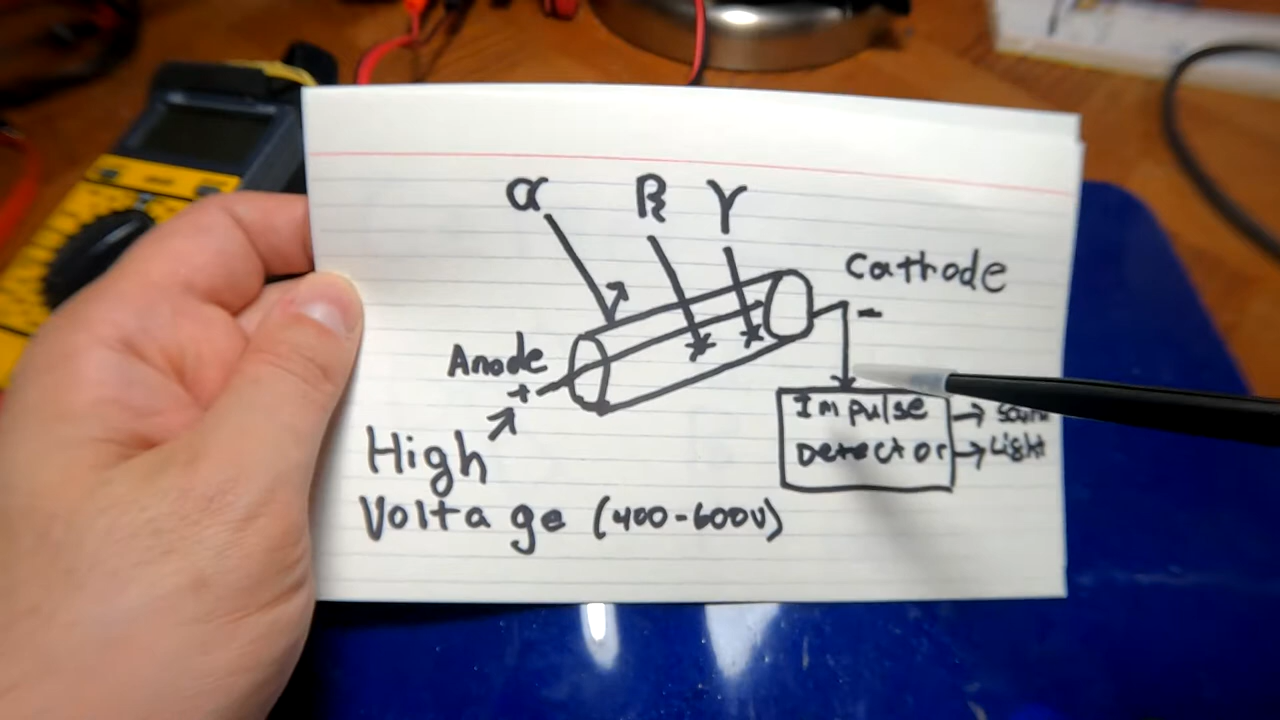 α β γ
Cathode
-
Anode
+
High
Voltage (400-600V)
Impulse → Sound
Detector → Light